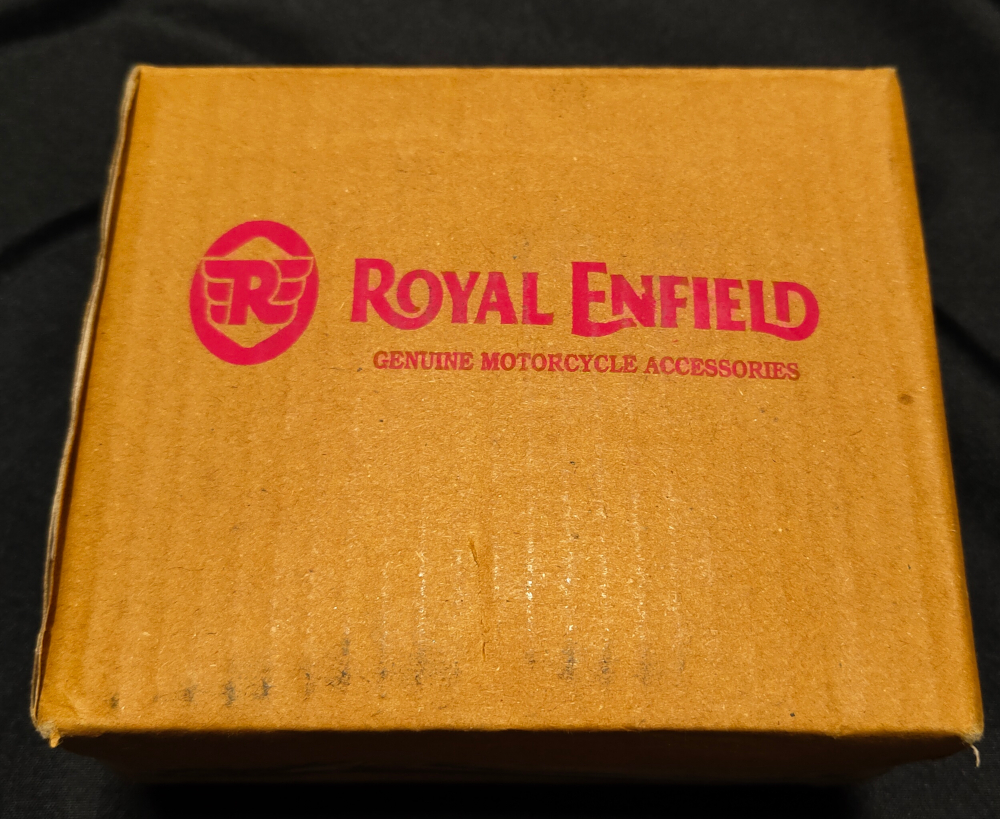 R
ROYAL ENFIELD
GENUINE MOTORCYCLE ACCESSORIES